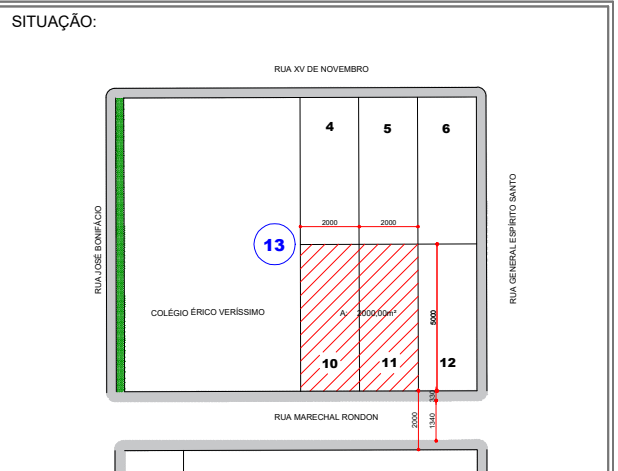 SITUAÇÃO:
RUA XV DE NOVEMBRO
4 5 6
RUA JOSÉ BONIFÁCIO
RUA GENERAL ESPÍRITO SANTO
2000 2000
13
COLÉGIO ÉRICO VERÍSSIMO
A: 2000,00m²
5000
10 11 12
330
RUA MARECHAL RONDON
2000
1340